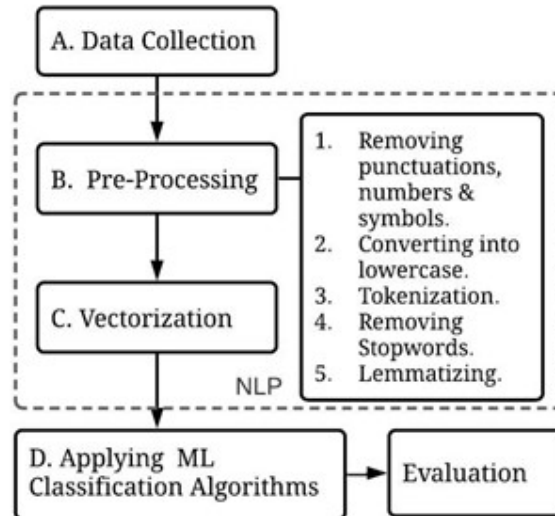 A. Data Collection
B. Pre-Processing
1. Removing
punctuations,
numbers &
symbols.
2. Converting into
lowercase.
3. Tokenization.
4. Removing
Stopwords.
5. Lemmatizing.
C. Vectorization
NLP
D. Applying ML
Classification Algorithms
Evaluation